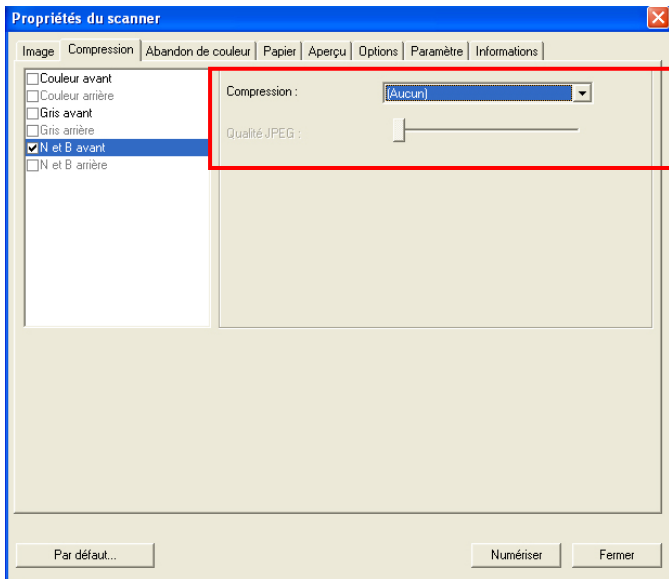 Propriétés du scanner
Image Compression Abandon de couleur Papier Aperçu Options Paramètre Informations
Couleur avant
Couleur arrière
Gris avant
Gris arrière
N et B avant
N et B arrière
Compression : (Aucun)
Qualité JPEG :
Par défaut... Numériser Fermer